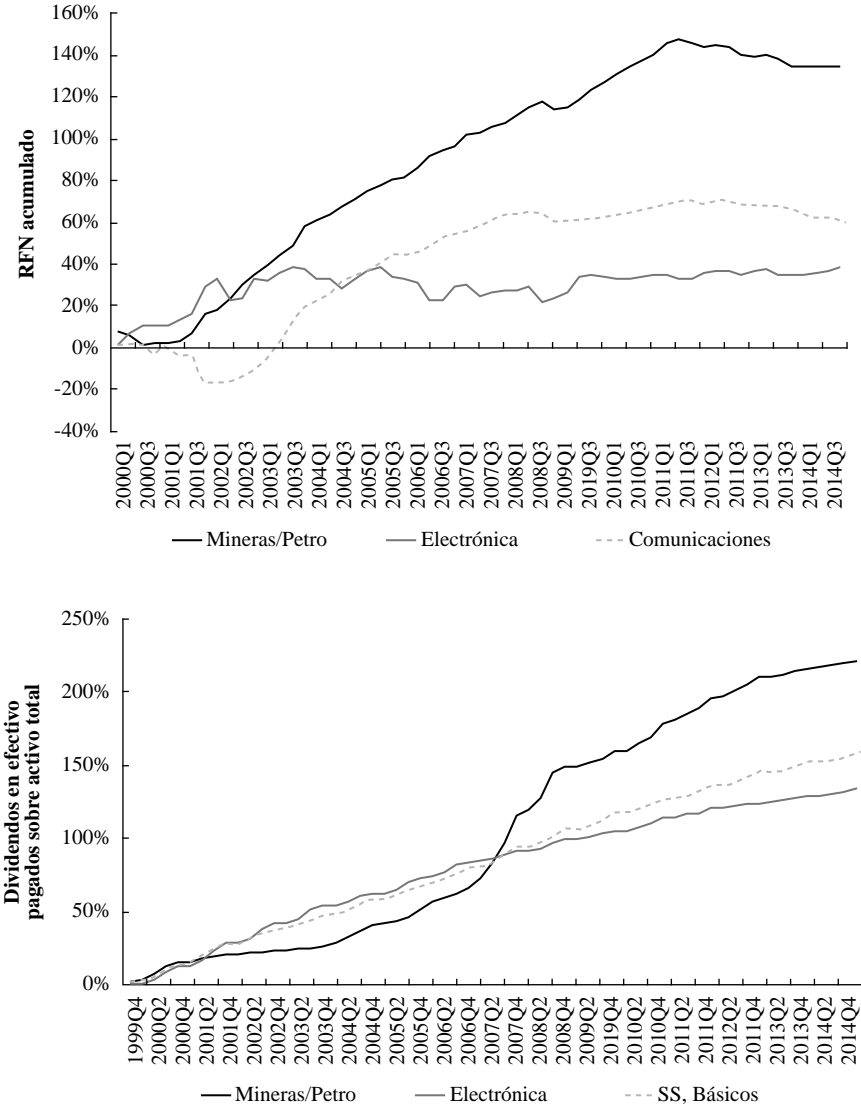 RFN acumulado
160%
140%
120%
100%
80%
60%
40%
20%
0%
-20%
-40%
2000Q1
2000Q3
2001Q1
2001Q3
2002Q1
2002Q3
2003Q1
2003Q3
2004Q1
2004Q3
2005Q1
2005Q3
2006Q1
2006Q3
2007Q1
2007Q3
2008Q1
2008Q3
2009Q1
2019Q3
2010Q1
2010Q3
2011Q1
2011Q3
2012Q1
2011Q3
2013Q1
2013Q3
2014Q1
2014Q3
Mineras/Petro
Electrónica
Comunicaciones
Dividendos en efectivo
pagados sobre activo total
250%
200%
150%
100%
50%
0%
1999Q4
2000Q2
2000Q4
2001Q2
2001Q4
2002Q2
2002Q4
2003Q2
2003Q4
2004Q2
2004Q4
2005Q2
2005Q4
2006Q2
2006Q4
2007Q2
2007Q4
2008Q2
2008Q4
2009Q2
2019Q4
2010Q2
2010Q4
2011Q2
2011Q4
2012Q2
2011Q4
2013Q2
2013Q4
2014Q2
2014Q4
Mineras/Petro
Electrónica
SS, Básicos